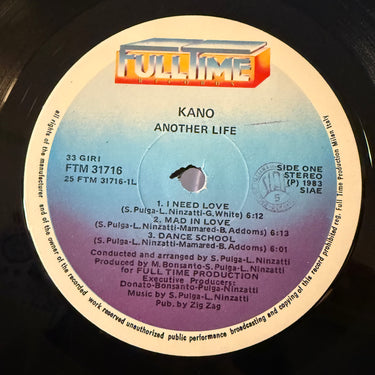 FULL TIME
RECORDS
KANO
ANOTHER LIFE
33 GIRI
FTM 31716
25 FTM 31716-1L
SIDE ONE
STEREO
(P) 1983
SIAE
1. I NEED LOVE
(S. Pulga-L. Ninzatti-G. White) 6:12
2. MAD IN LOVE
(S. Pulga-L. Ninzatti-Mamared-B. Addoms) 6:13
3. DANCE SCHOOL
(S. Pulga-L. Ninzatti-Mamared-B. Addoms) 6:01
Conducted and arranged by S. Pulga-L. Ninzatti
Produced by M. Bonsanto-S. Pulga-L. Ninzatti
for FULL TIME PRODUCTION
Executive Producers:
Donato-Bonsanto-Pulga-Ninzatti
Music by S. Pulga-L. Ninzatti
Pub. by Zig Zag
all rights of the manufacturer and of the owner of the recorded work reserved unauthorized public performance broadcasting and copying of this record prohibited reg. Full Time Production Milan Italy